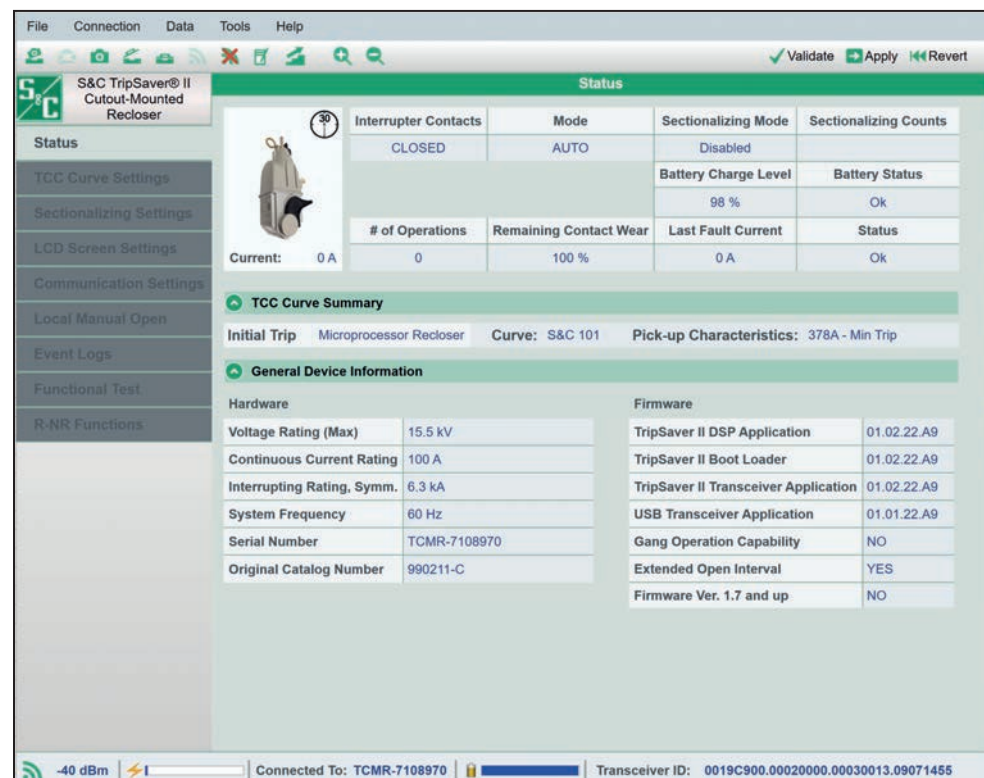 File Connection Data Tools Help
Validate Apply Revert
S&C
S&C TripSaver® II
Cutout-Mounted
Recloser
Status
Status
TCC Curve Settings
Sectionalizing Settings
LCD Screen Settings
Communication Settings
Local Manual Open
Event Logs
Functional Test
R-NR Functions
30
Current: 0 A
Interrupter Contacts Mode Sectionalizing Mode Sectionalizing Counts
CLOSED AUTO Disabled
Battery Charge Level Battery Status
98 % Ok
# of Operations Remaining Contact Wear Last Fault Current Status
0 100 % 0 A Ok
TCC Curve Summary
Initial Trip Microprocessor Recloser Curve: S&C 101 Pick-up Characteristics: 378A - Min Trip
General Device Information
Hardware
Voltage Rating (Max) 15.5 kV
Continuous Current Rating 100 A
Interrupting Rating, Symm. 6.3 kA
System Frequency 60 Hz
Serial Number TCMR-7108970
Original Catalog Number 990211-C
Firmware
TripSaver II DSP Application 01.02.22.A9
TripSaver II Boot Loader 01.02.22.A9
TripSaver II Transceiver Application 01.02.22.A9
USB Transceiver Application 01.01.22.A9
Gang Operation Capability NO
Extended Open Interval YES
Firmware Ver. 1.7 and up NO
-40 dBm Connected To: TCMR-7108970 Transceiver ID: 0019C900.00020000.00030013.09071455